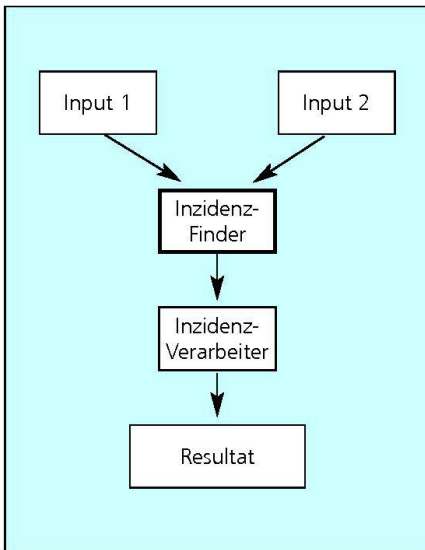 Input 1
Input 2
Inzidenz-
Finder
Inzidenz-
Verarbeiter
Resultat